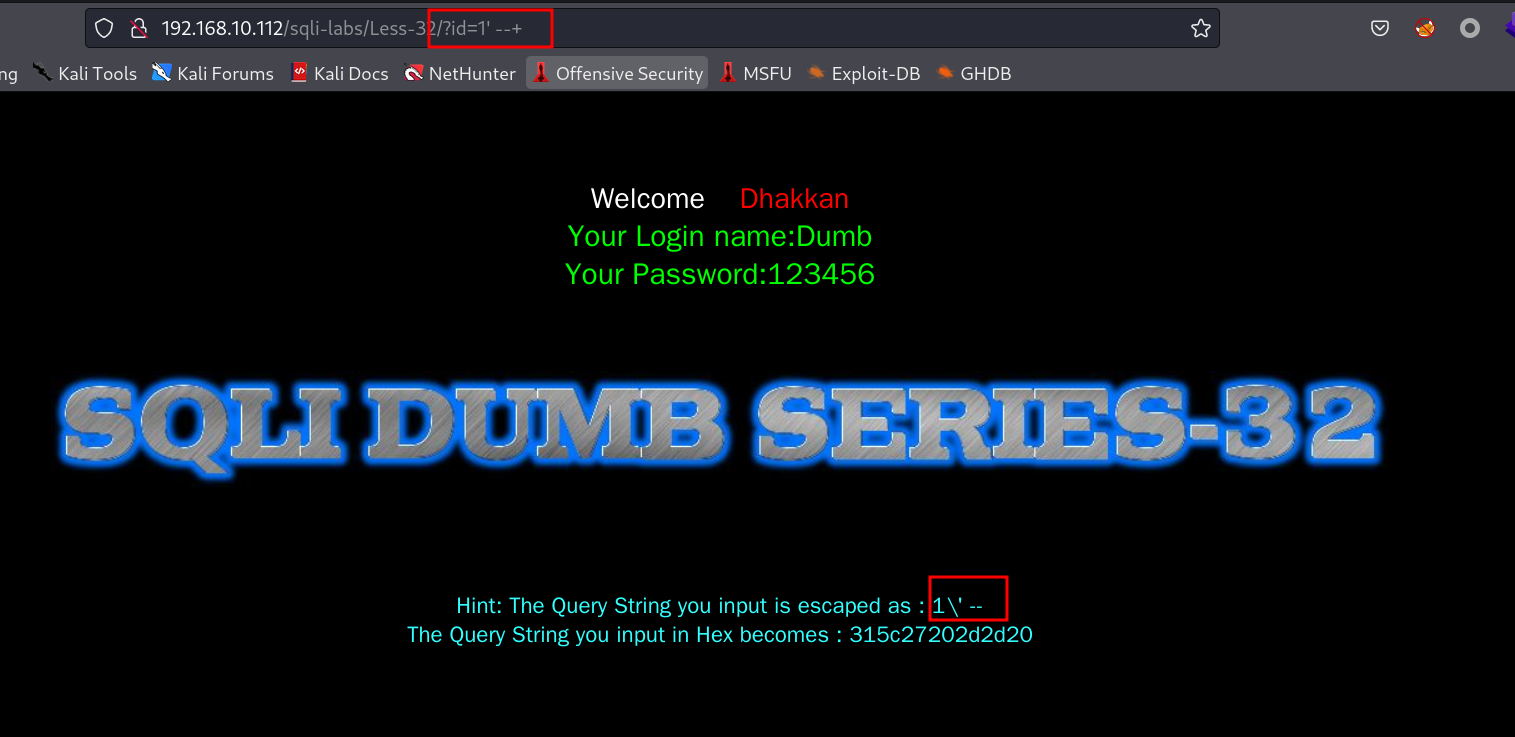 192.168.10.112/sqli-labs/Less-32/?id=1' --+
ng Kali Tools Kali Forums Kali Docs NetHunter Offensive Security MSFU Exploit-DB GHDB
Welcome Dhakkan
Your Login name:Dumb
Your Password:123456
SQLI DUMB SERIES-32
Hint: The Query String you input is escaped as : 1\' --
The Query String you input in Hex becomes : 315c27202d2d20